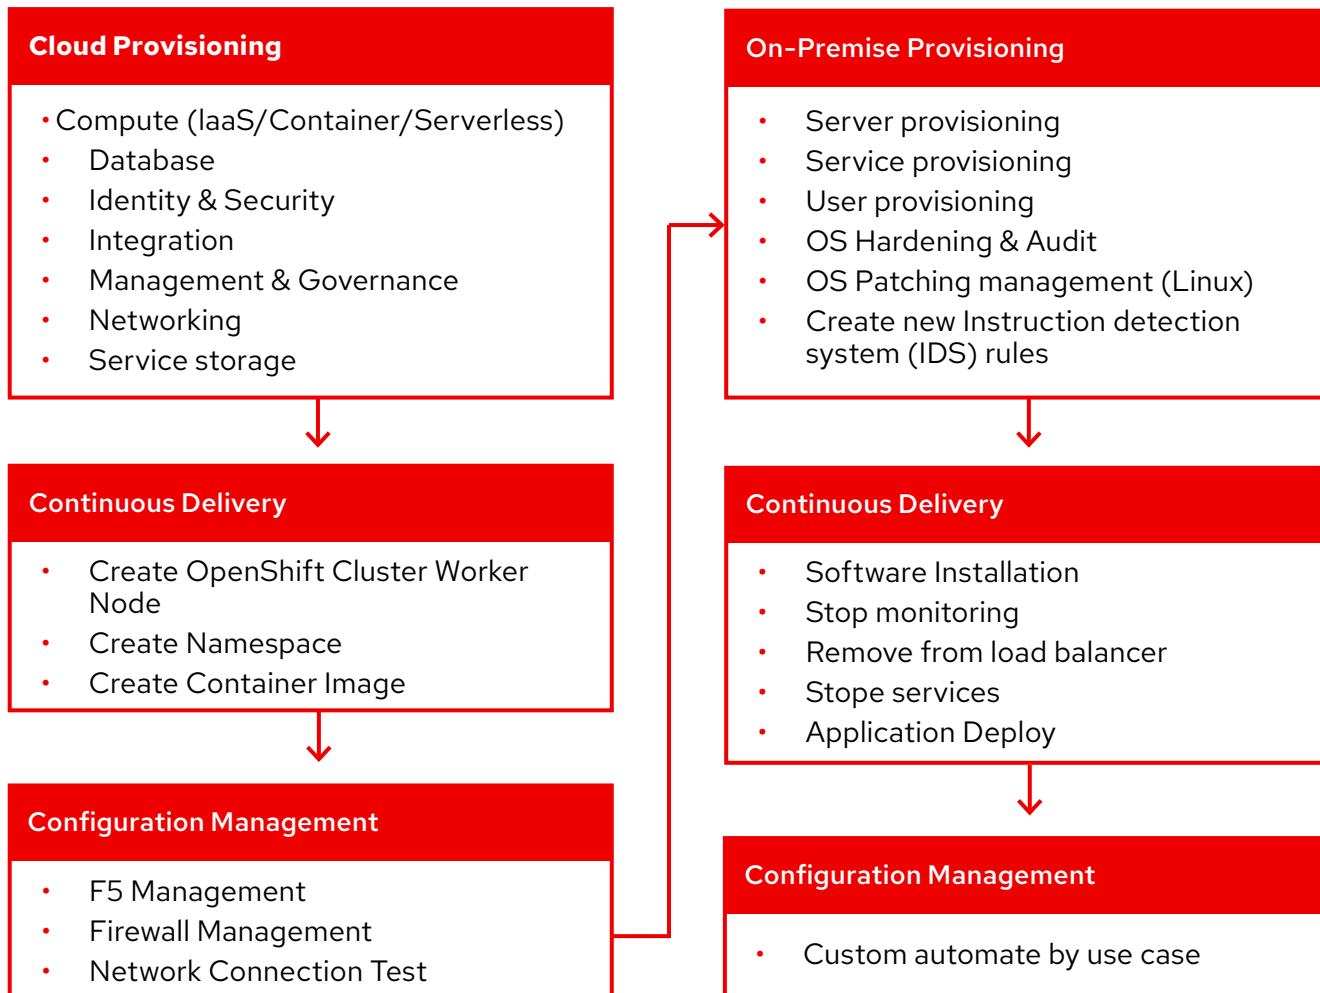 Cloud Provisioning
• Compute (IaaS/Container/Serverless)
• Database
• Identity & Security
• Integration
• Management & Governance
• Networking
• Service storage
Continuous Delivery
• Create OpenShift Cluster Worker
Node
• Create Namespace
• Create Container Image
Configuration Management
• F5 Management
• Firewall Management
• Network Connection Test
On-Premise Provisioning
• Server provisioning
• Service provisioning
• User provisioning
• OS Hardening & Audit
• OS Patching management (Linux)
• Create new Instruction detection
system (IDS) rules
Continuous Delivery
• Software Installation
• Stop monitoring
• Remove from load balancer
• Stope services
• Application Deploy
Configuration Management
• Custom automate by use case